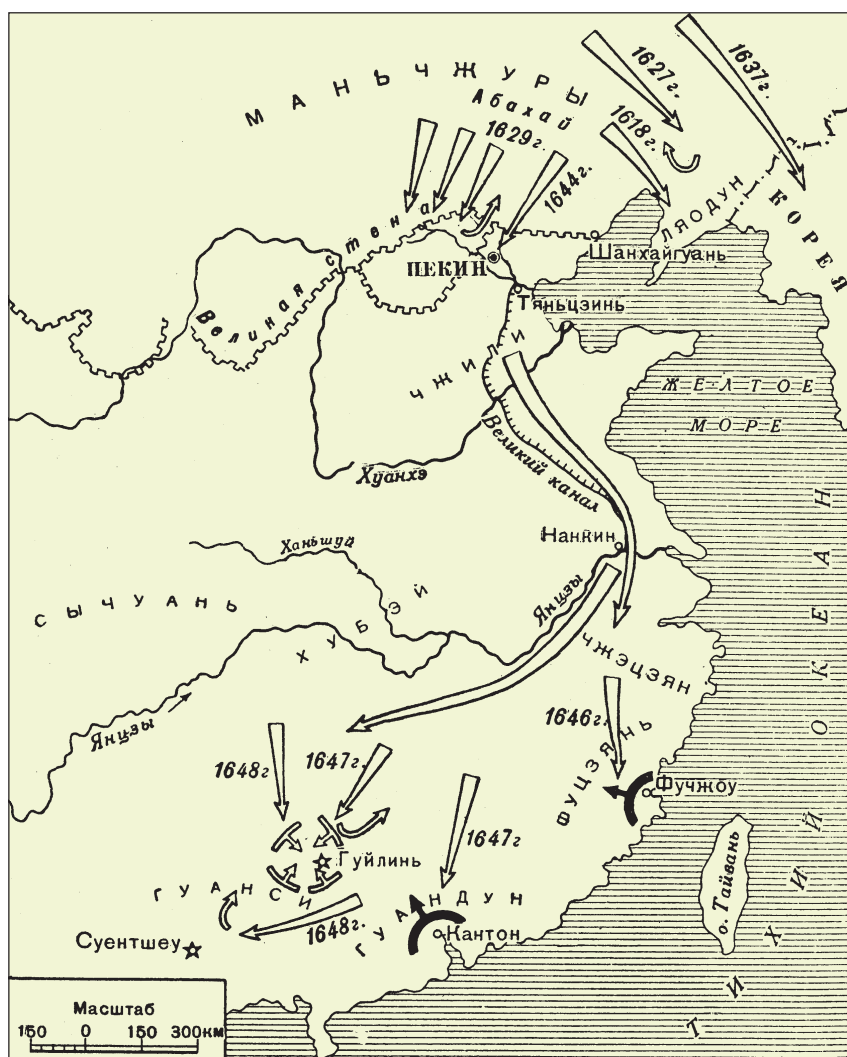 МАНЬЧЖУРЫ
Абахай
1627г.
1637г.
1618г.
1629г.
1644г.
ЛЯОДУН
КОРЕЯ
Великая стена
ПЕКИН
Шанхайгуань
Тяньцзинь
ЧЖИЛИ
ЖЕЛТОЕ
МОРЕ
Великий канал
Хуанхэ
Нанкин
Ханьшуй
СЫЧУАНЬ
ХУБЭЙ
Янцзы
ЧЖЭЦЗЯН
Янцзы
1646г.
ФУЦЗЯНЬ
1648г
1647г.
1647г
Фучжоу
Гуйлинь
ГУАНСИ
1648г.
ГУАНДУН
Кантон
Суентшеу
о. Тайвань
ТИХИЙ ОКЕАН
Масштаб
150 0 150 300км